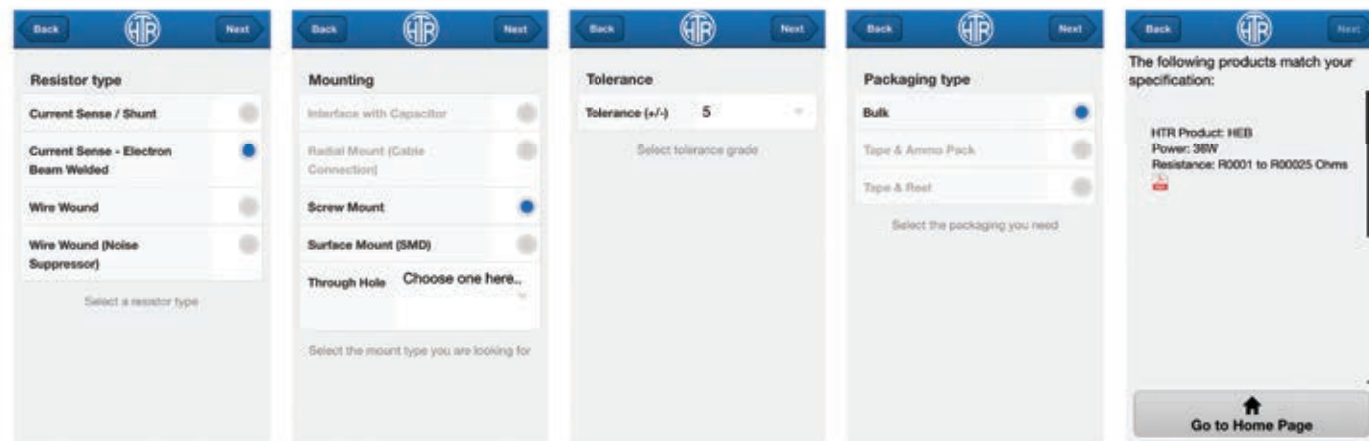 Back
HTR
Next
Resistor type
Current Sense / Shunt
Current Sense - Electron
Beam Welded
Wire Wound
Wire Wound (Noise
Suppressor)
Select a resistor type
Back
HTR
Next
Mounting
Interface with Capacitor
Radial Mount (Cable
Connection)
Screw Mount
Surface Mount (SMD)
Through Hole Choose one here..
Select the mount type you are looking for
Back
HTR
Next
Tolerance
Tolerance (+/-) 5
Select tolerance grade
Back
HTR
Next
Packaging type
Bulk
Tape & Ammo Pack
Tape & Reel
Select the packaging you need
Back
HTR
Next
The following products match your
specification:
HTR Product: HEB
Power: 36W
Resistance: R0001 to R00025 Ohms
Go to Home Page